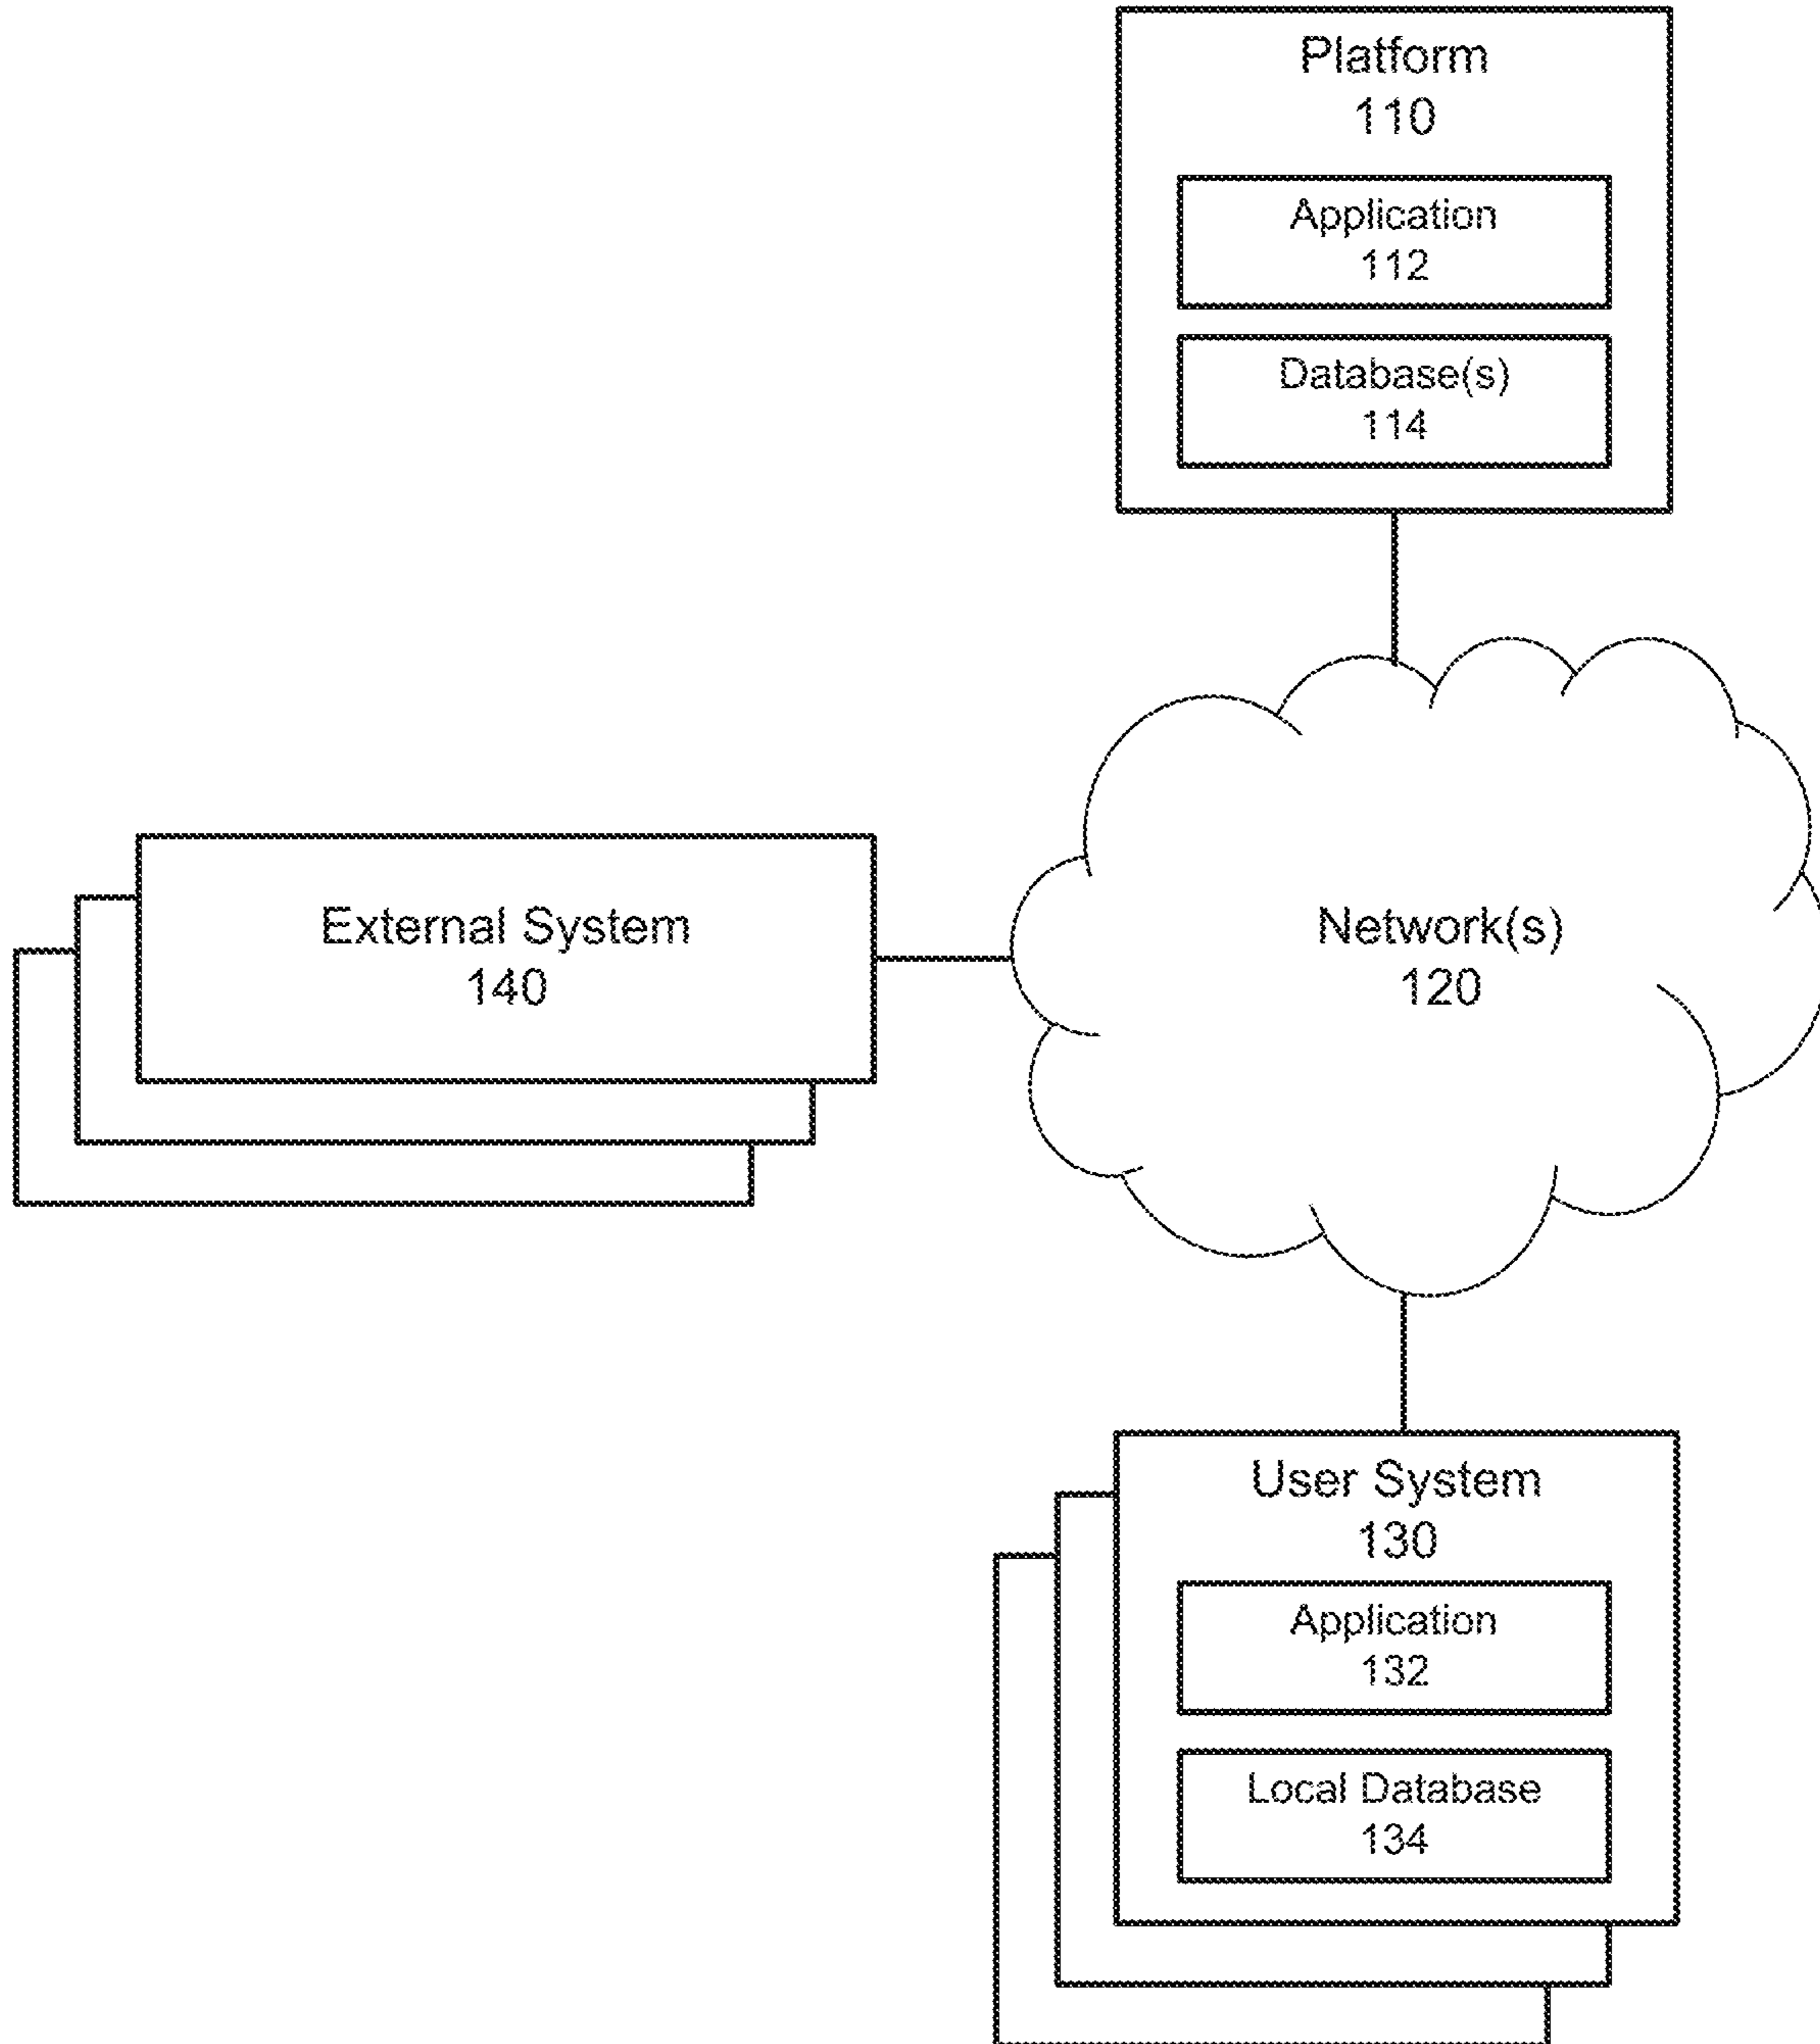 Platform
110
Application
112
Database(s)
114
External System
140
Network(s)
120
User System
130
Application
132
Local Database
134